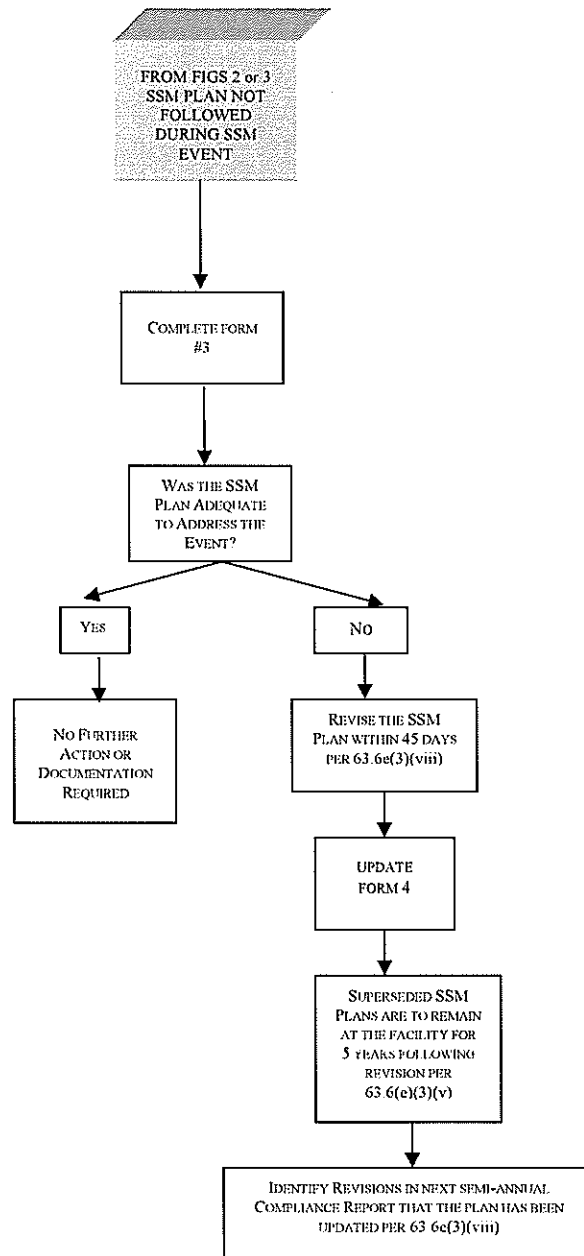 FROM FIGS 2 or 3
SSM PLAN NOT
FOLLOWED
DURING SSM
EVENT
COMPLETE FORM
#3
WAS THE SSM
PLAN ADEQUATE
TO ADDRESS THE
EVENT?
YES
NO
NO FURTHER
ACTION OR
DOCUMENTATION
REQUIRED
REVISE THE SSM
PLAN WITHIN 45 DAYS
PER 63.6e(3)(viii)
UPDATE
FORM 4
SUPERSEDED SSM
PLANS ARE TO REMAIN
AT THE FACILITY FOR
5 YEARS FOLLOWING
REVISION PER
63.6(e)(3)(v)
IDENTIFY REVISIONS IN NEXT SEMI-ANNUAL
COMPLIANCE REPORT THAT THE PLAN HAS BEEN
UPDATED PER 63.6e(3)(viii)